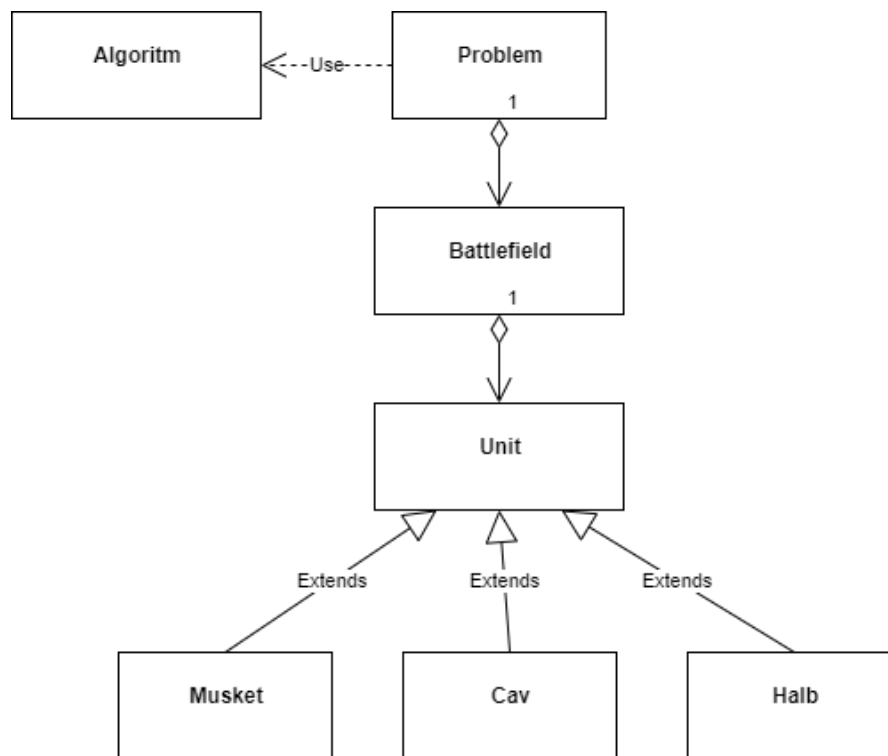 Algoritm
Use
Problem
1
Battlefield
1
Unit
Extends
Extends
Extends
Musket
Cav
Halb